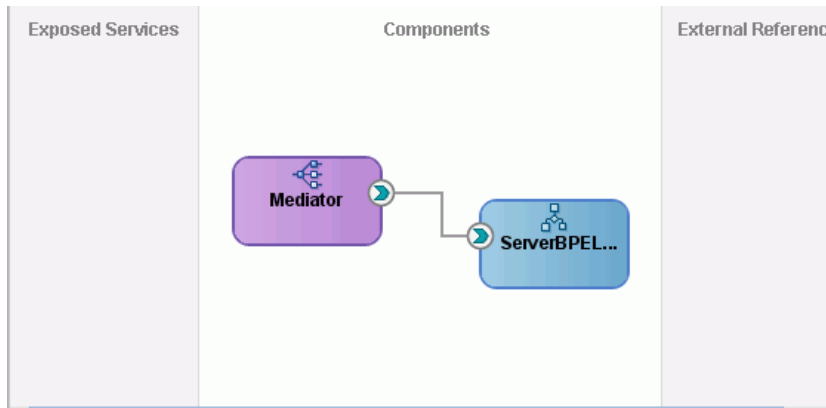 Exposed Services
Components
External Referenc
Mediator
ServerBPEL...